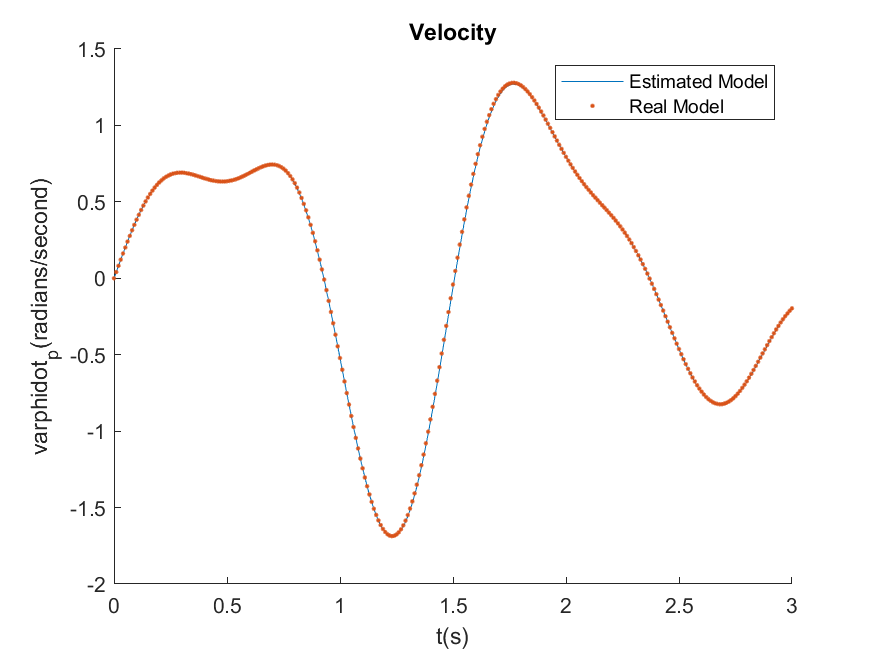 Velocity
1.5
1
0.5
0
-0.5
-1
-1.5
-2
varphidot_p(radians/second)
Estimated Model
Real Model
0 0.5 1 1.5 2 2.5 3
t(s)